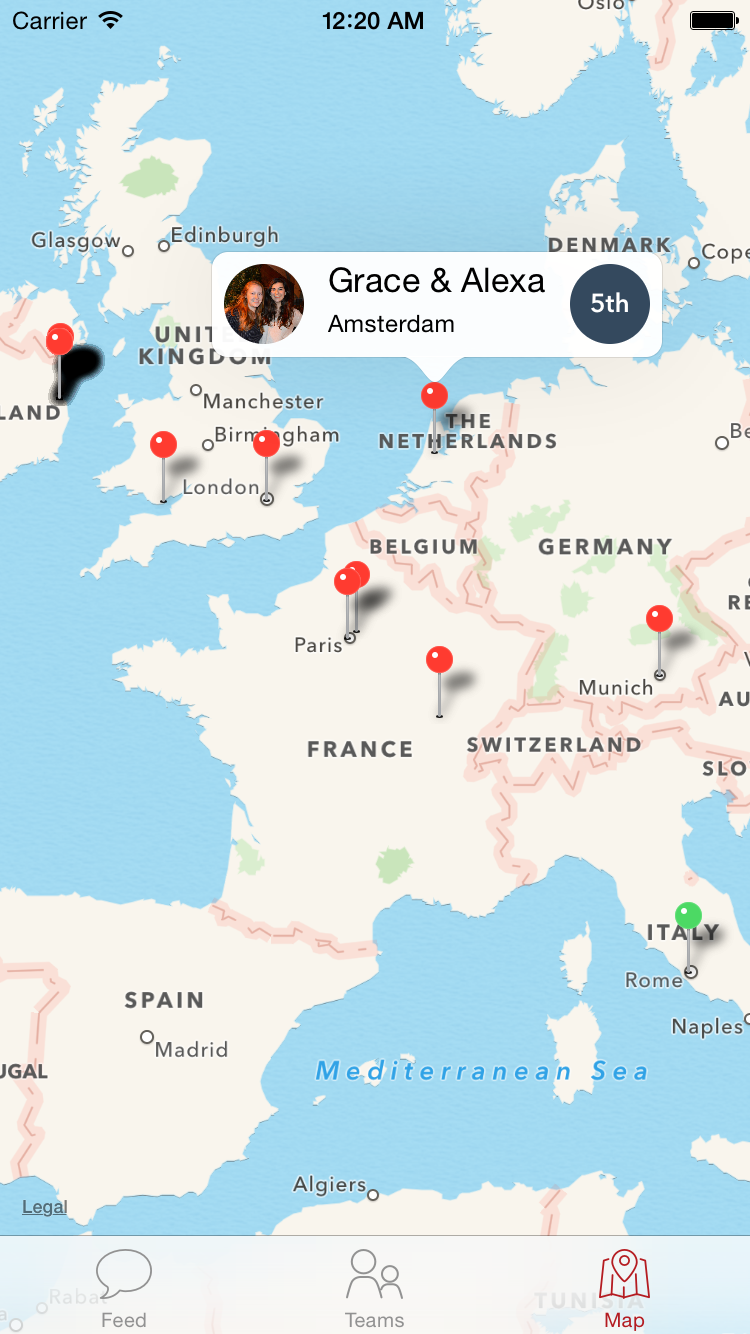 Carrier 12:20 AM
Oslo
Glasgow
Edinburgh
DENMARK
Cope
Grace & Alexa
Amsterdam
5th
UNITE
KINGDOM
Manchester
LAND
THE
NETHERLANDS
Be
Birmingham
London
BELGIUM
GERMANY
RE
Paris
Munich
AU
FRANCE
SWITZERLAND
SLO
ITALY
Rome
SPAIN
Naples
Madrid
UGAL
Mediterranean Sea
Algiers
Legal
Rabat
TUNISIA
Feed
Teams
Map